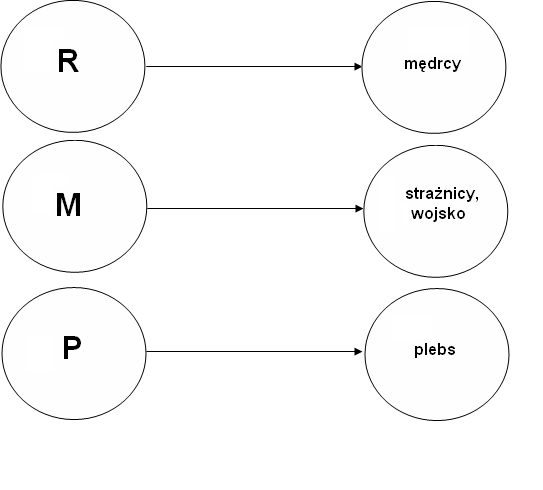 R
mędrcy
M
strażnicy,
wojsko
P
plebs